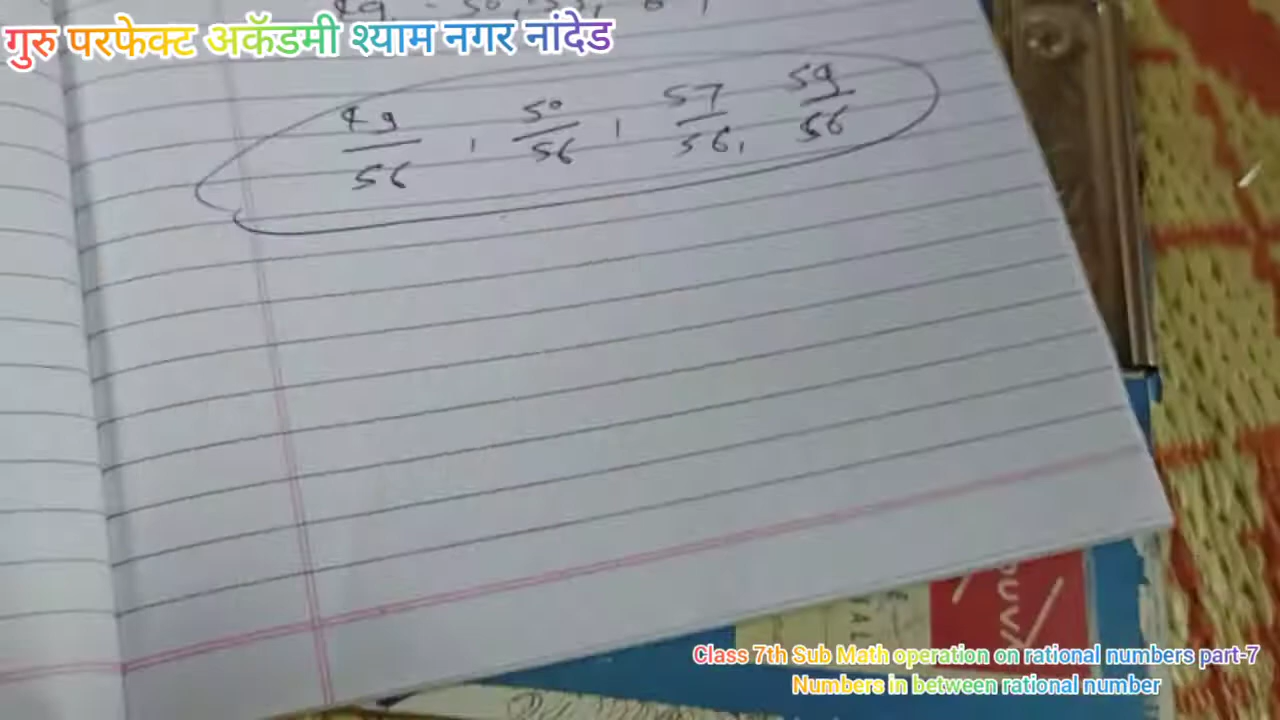 गुरु परफेक्ट अकॅडमी श्याम नगर नांदेड
49/56, 50/56, 57/56, 59/56
Class 7th Sub Math operation on rational numbers part-7
Numbers in between rational number